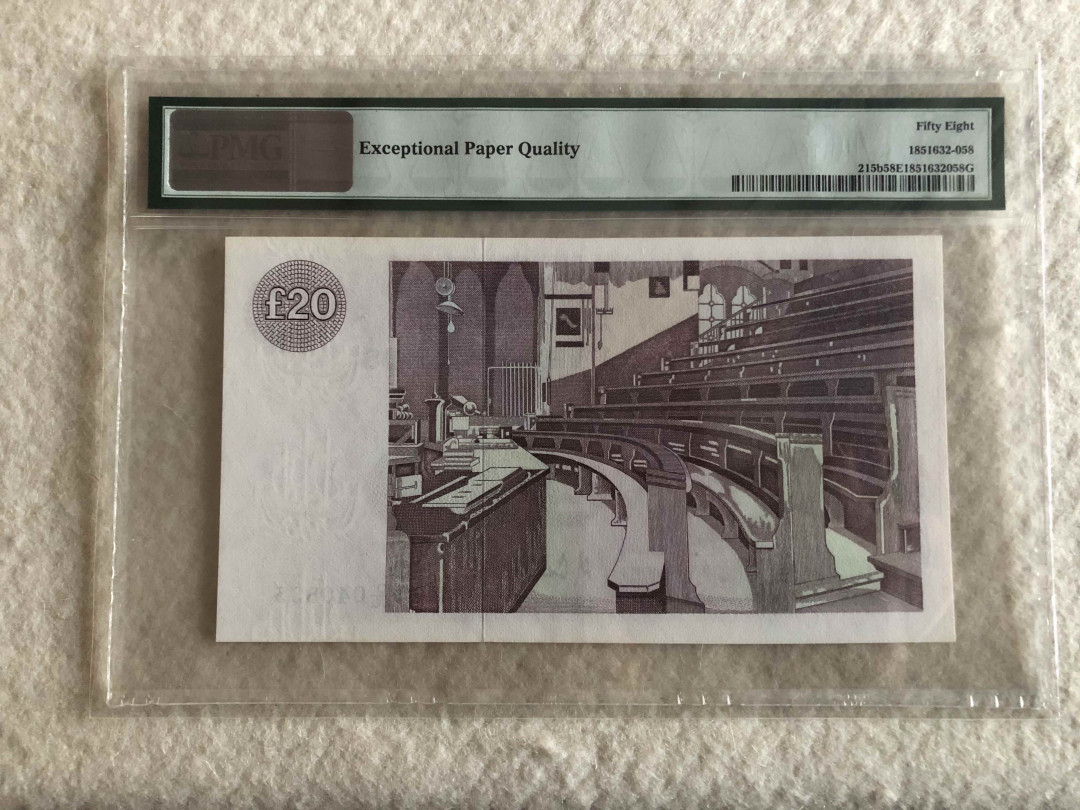 PMG
Exceptional Paper Quality
Fifty Eight
1851632-058
215b58E1851632058G
£20